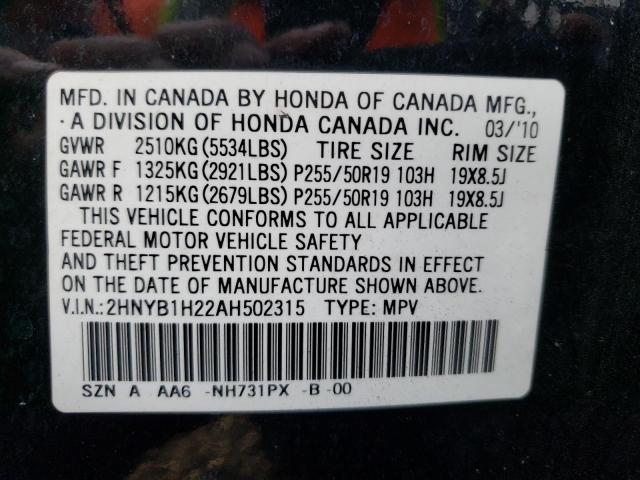 MFD. IN CANADA BY HONDA OF CANADA MFG.,
· A DIVISION OF HONDA CANADA INC. 03/'10
GVWR 2510KG(5534LBS) TIRE SIZE RIM SIZE
GAWR F 1325KG(2921LBS) P255/50R19 103H 19X8.5J
GAWR R 1215KG(2679LBS) P255/50R19 103H 19X8.5J
THIS VEHICLE CONFORMS TO ALL APPLICABLE
FEDERAL MOTOR VEHICLE SAFETY
AND THEFT PREVENTION STANDARDS IN EFFECT
ON THE DATE OF MANUFACTURE SHOWN ABOVE.
V.I.N.:2HNYB1H22AH502315 TYPE: MPV
SZN A AA6 -NH731PX -B -00